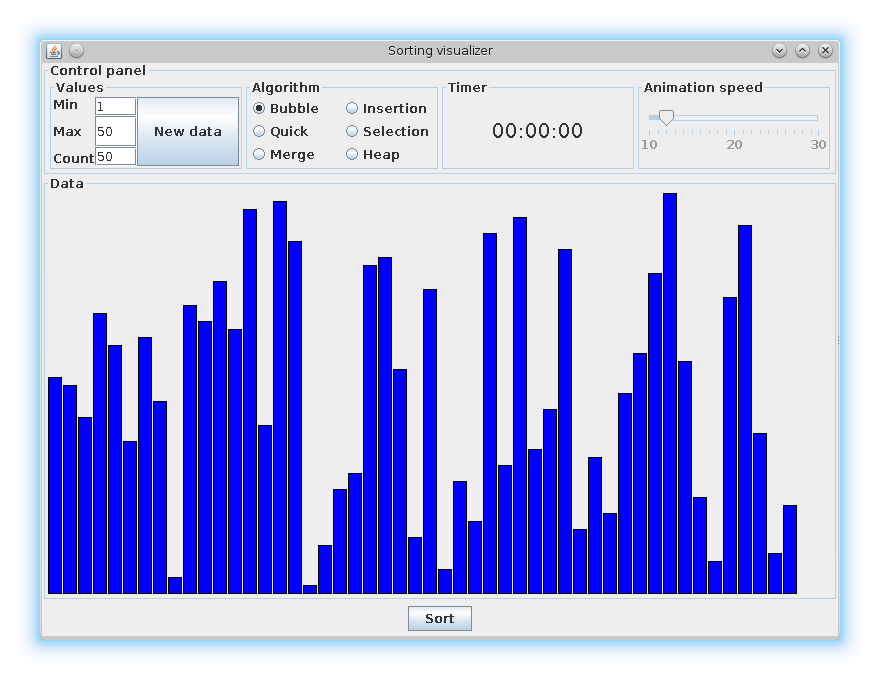 Sorting visualizer
Control panel
Values
Min 1
Max 50
Count 50
New data
Algorithm
Bubble Insertion
Quick Selection
Merge Heap
Timer
00:00:00
Animation speed
10 20 30
Data
Sort